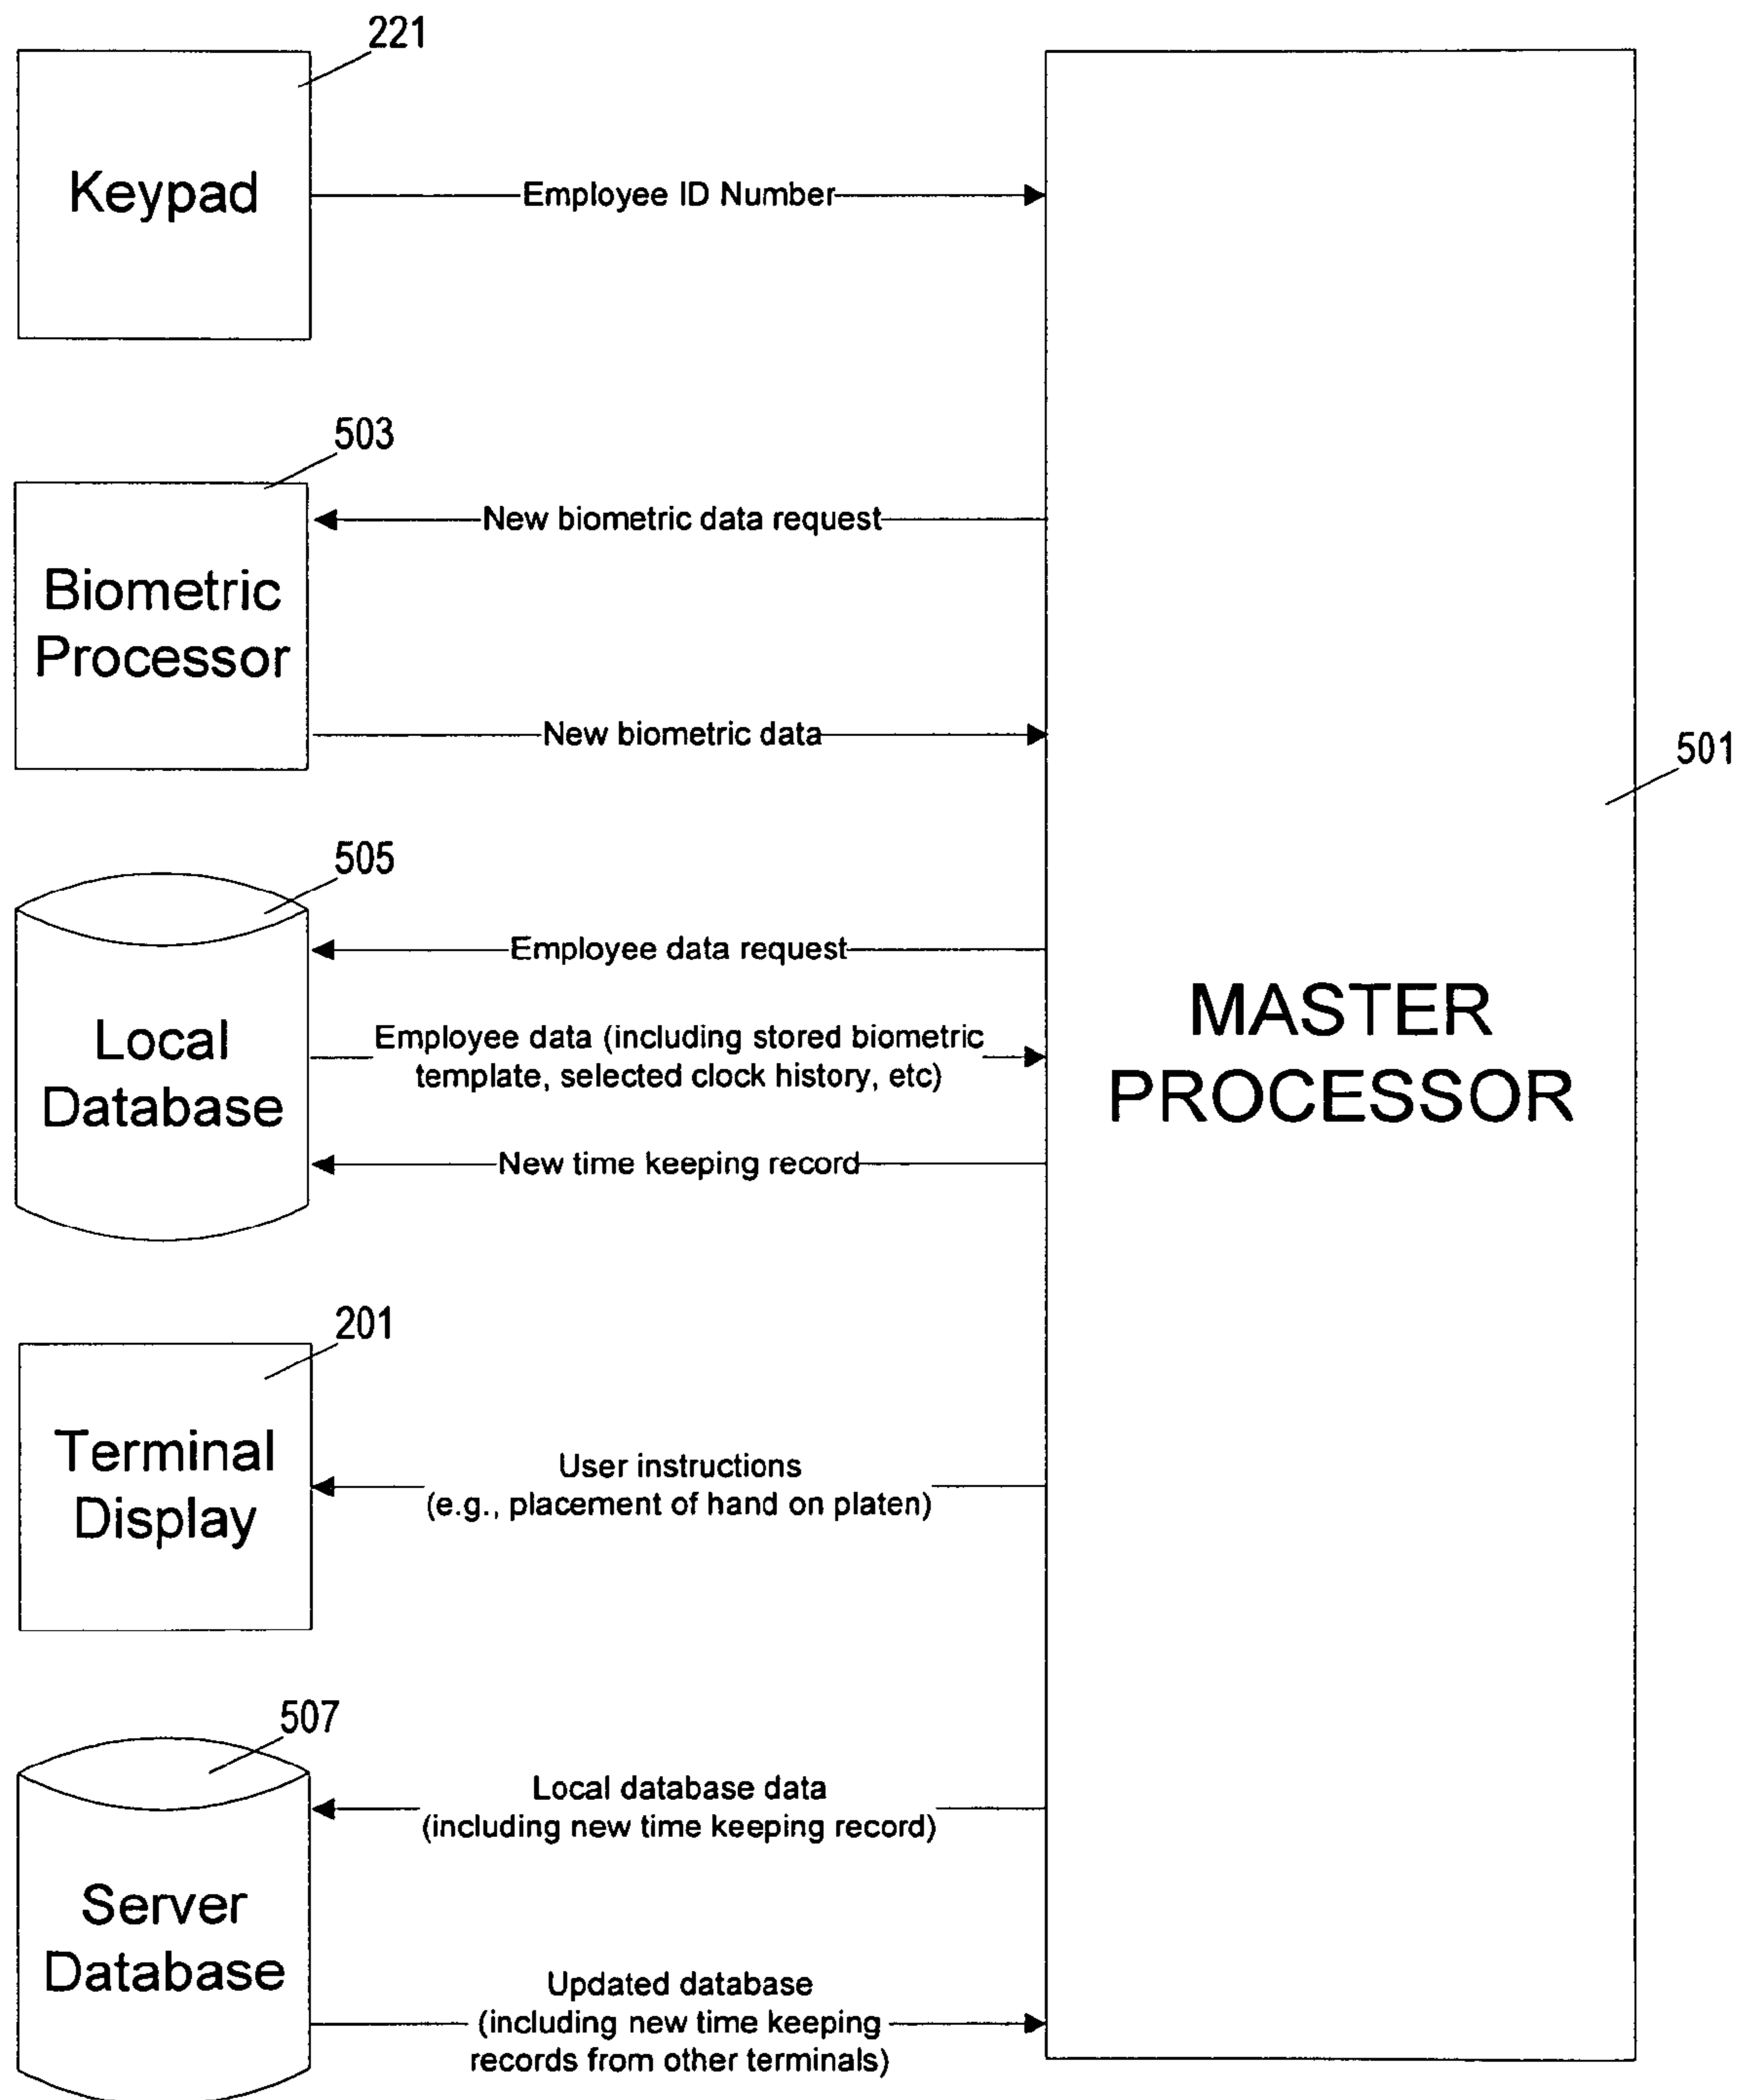 221
Keypad
Employee ID Number
503
New biometric data request
Biometric
Processor
New biometric data
501
505
Employee data request
Local
Database
Employee data (including stored biometric
template, selected clock history, etc)
New time keeping record
MASTER
PROCESSOR
201
Terminal
Display
User instructions
(e.g., placement of hand on platen)
507
Local database data
(including new time keeping record)
Server
Database
Updated database
(including new time keeping
records from other terminals)